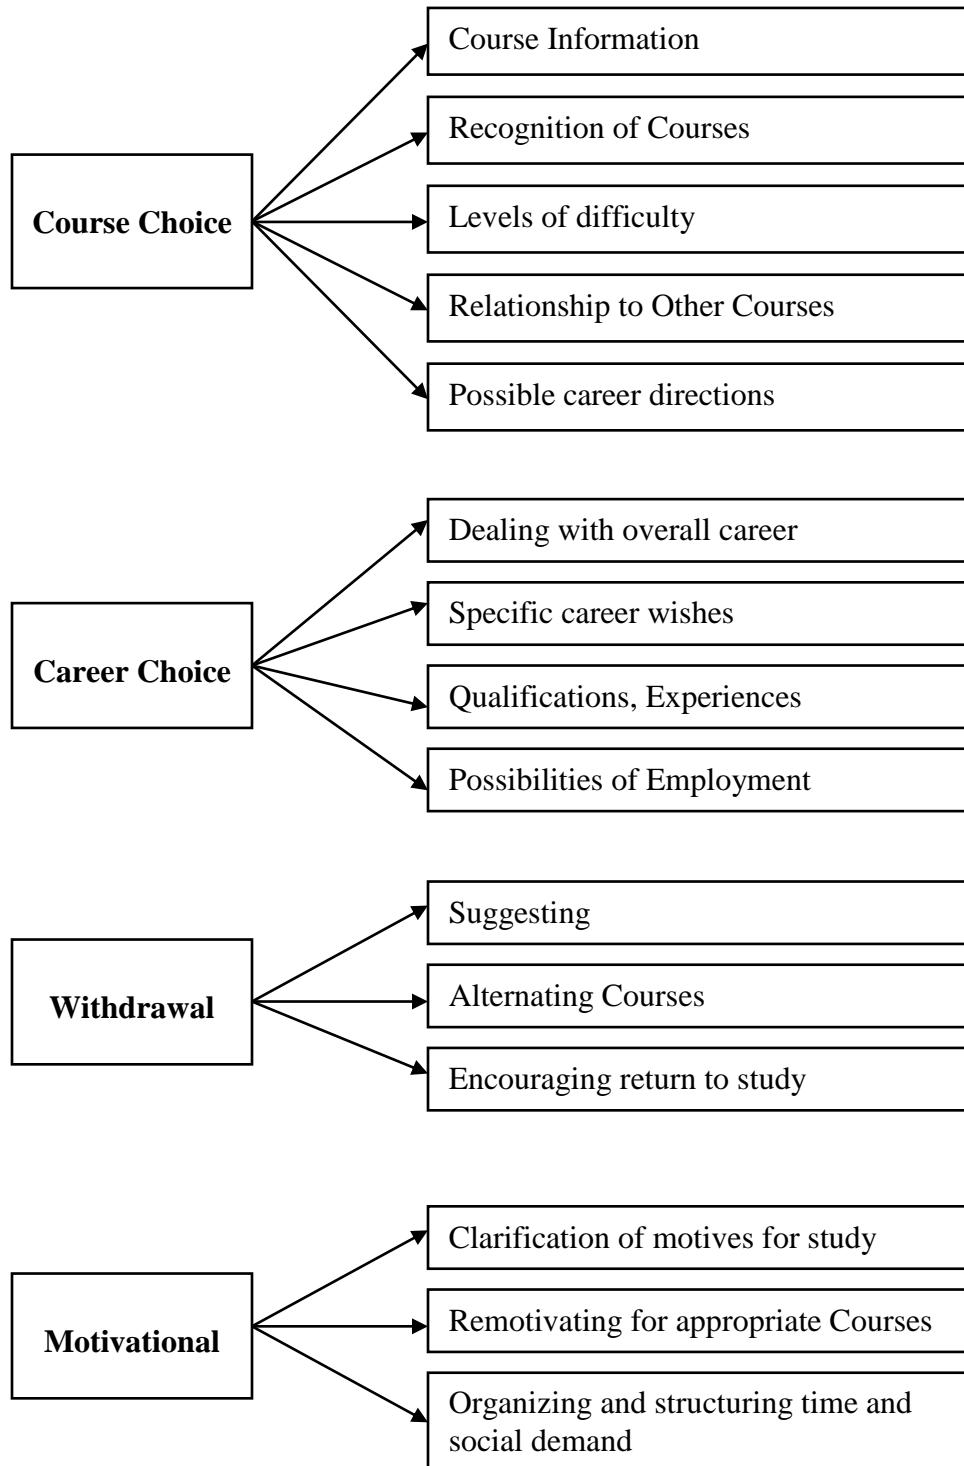 Course Choice
Course Information
Recognition of Courses
Levels of difficulty
Relationship to Other Courses
Possible career directions
Career Choice
Dealing with overall career
Specific career wishes
Qualifications, Experiences
Possibilities of Employment
Withdrawal
Suggesting
Alternating Courses
Encouraging return to study
Motivational
Clarification of motives for study
Remotivating for appropriate Courses
Organizing and structuring time and
social demand